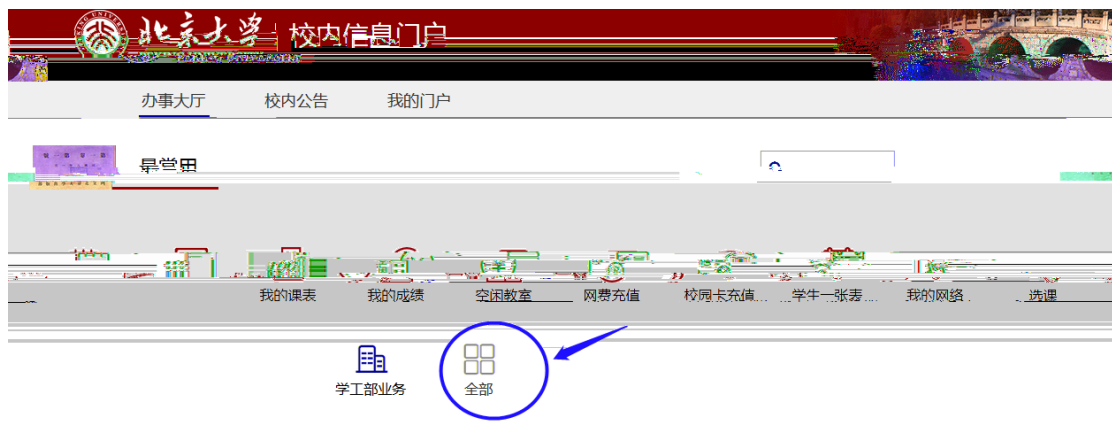 北京大学 校内信息门户
办事大厅 校内公告 我的门户
最常用
我的课表 我的成绩 空闲教室 网费充值 校园卡充值 学生一张表 我的网络 选课
学工部业务 全部